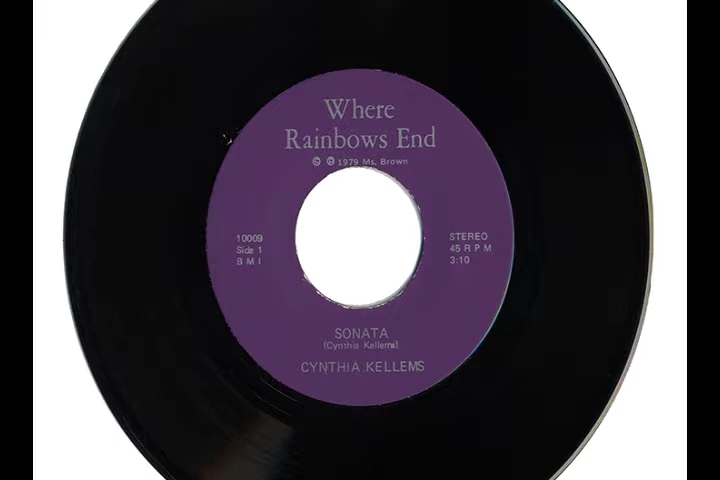 Where
Rainbows End
© ℗ 1979 Ms. Brown
10009
Side 1
B M I
STEREO
45 R P M
3:10
SONATA
(Cynthia Kellems)
CYNTHIA KELLEMS